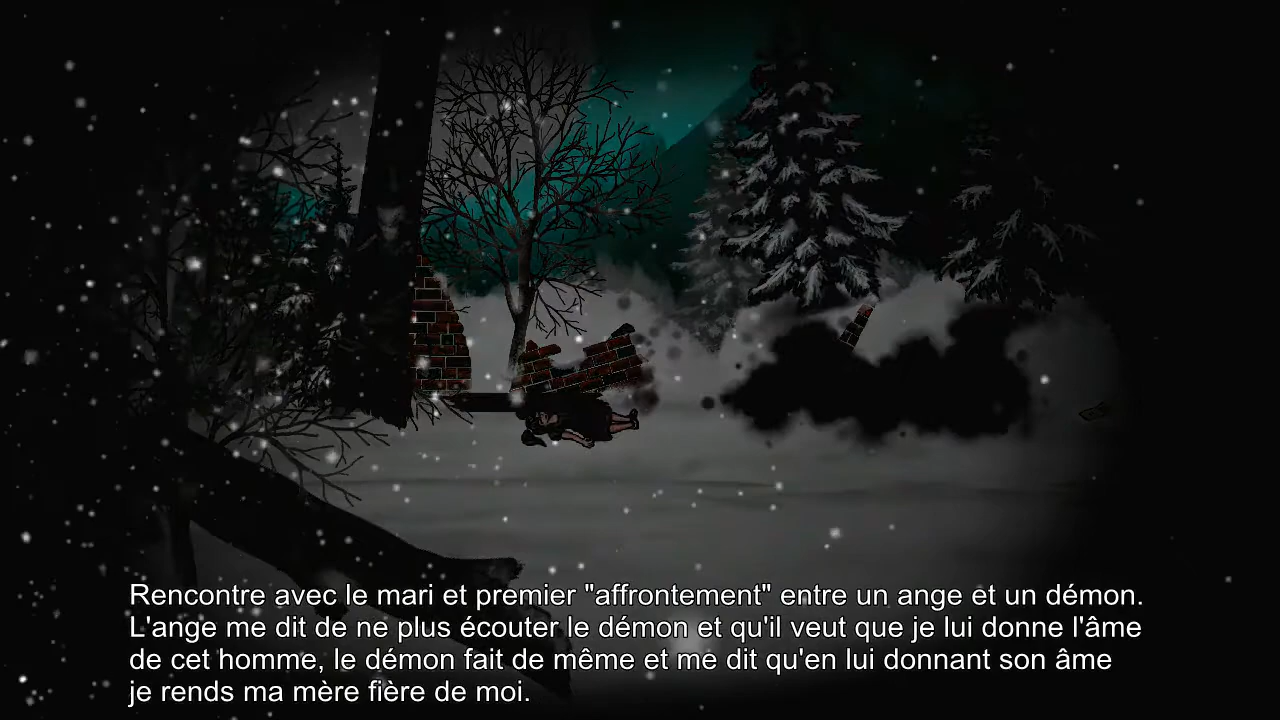 Rencontre avec le mari et premier "affrontement" entre un ange et un démon.
L'ange me dit de ne plus écouter le démon et qu'il veut que je lui donne l'âme
de cet homme, le démon fait de même et me dit qu'en lui donnant son âme
je rends ma mère fière de moi.